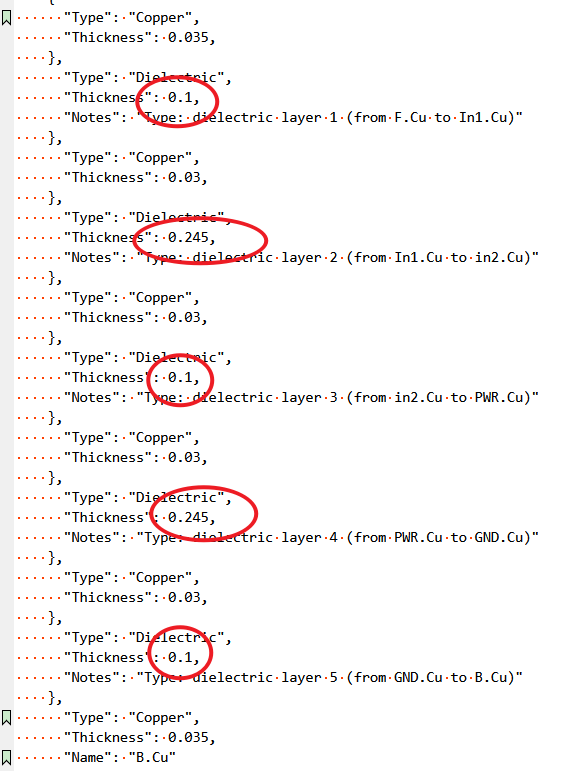 {
"Type": "Copper",
"Thickness": 0.035,
},
"Type": "Dielectric",
"Thickness": 0.1,
"Notes": "Type: dielectric layer 1 (from F.Cu to In1.Cu)"
},
"Type": "Copper",
"Thickness": 0.03,
},
"Type": "Dielectric",
"Thickness": 0.245,
"Notes": "Type: dielectric layer 2 (from In1.Cu to in2.Cu)"
},
"Type": "Copper",
"Thickness": 0.03,
},
"Type": "Dielectric",
"Thickness": 0.1,
"Notes": "Type: dielectric layer 3 (from in2.Cu to PWR.Cu)"
},
"Type": "Copper",
"Thickness": 0.03,
},
"Type": "Dielectric",
"Thickness": 0.245,
"Notes": "Type: dielectric layer 4 (from PWR.Cu to GND.Cu)"
},
"Type": "Copper",
"Thickness": 0.03,
},
"Type": "Dielectric",
"Thickness": 0.1,
"Notes": "Type: dielectric layer 5 (from GND.Cu to B.Cu)"
},
"Type": "Copper",
"Thickness": 0.035,
"Name": "B.Cu"